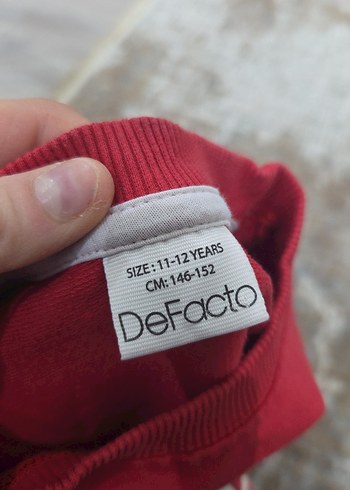 SIZE : 11-12 YEARS
CM: 146-152
DeFacto